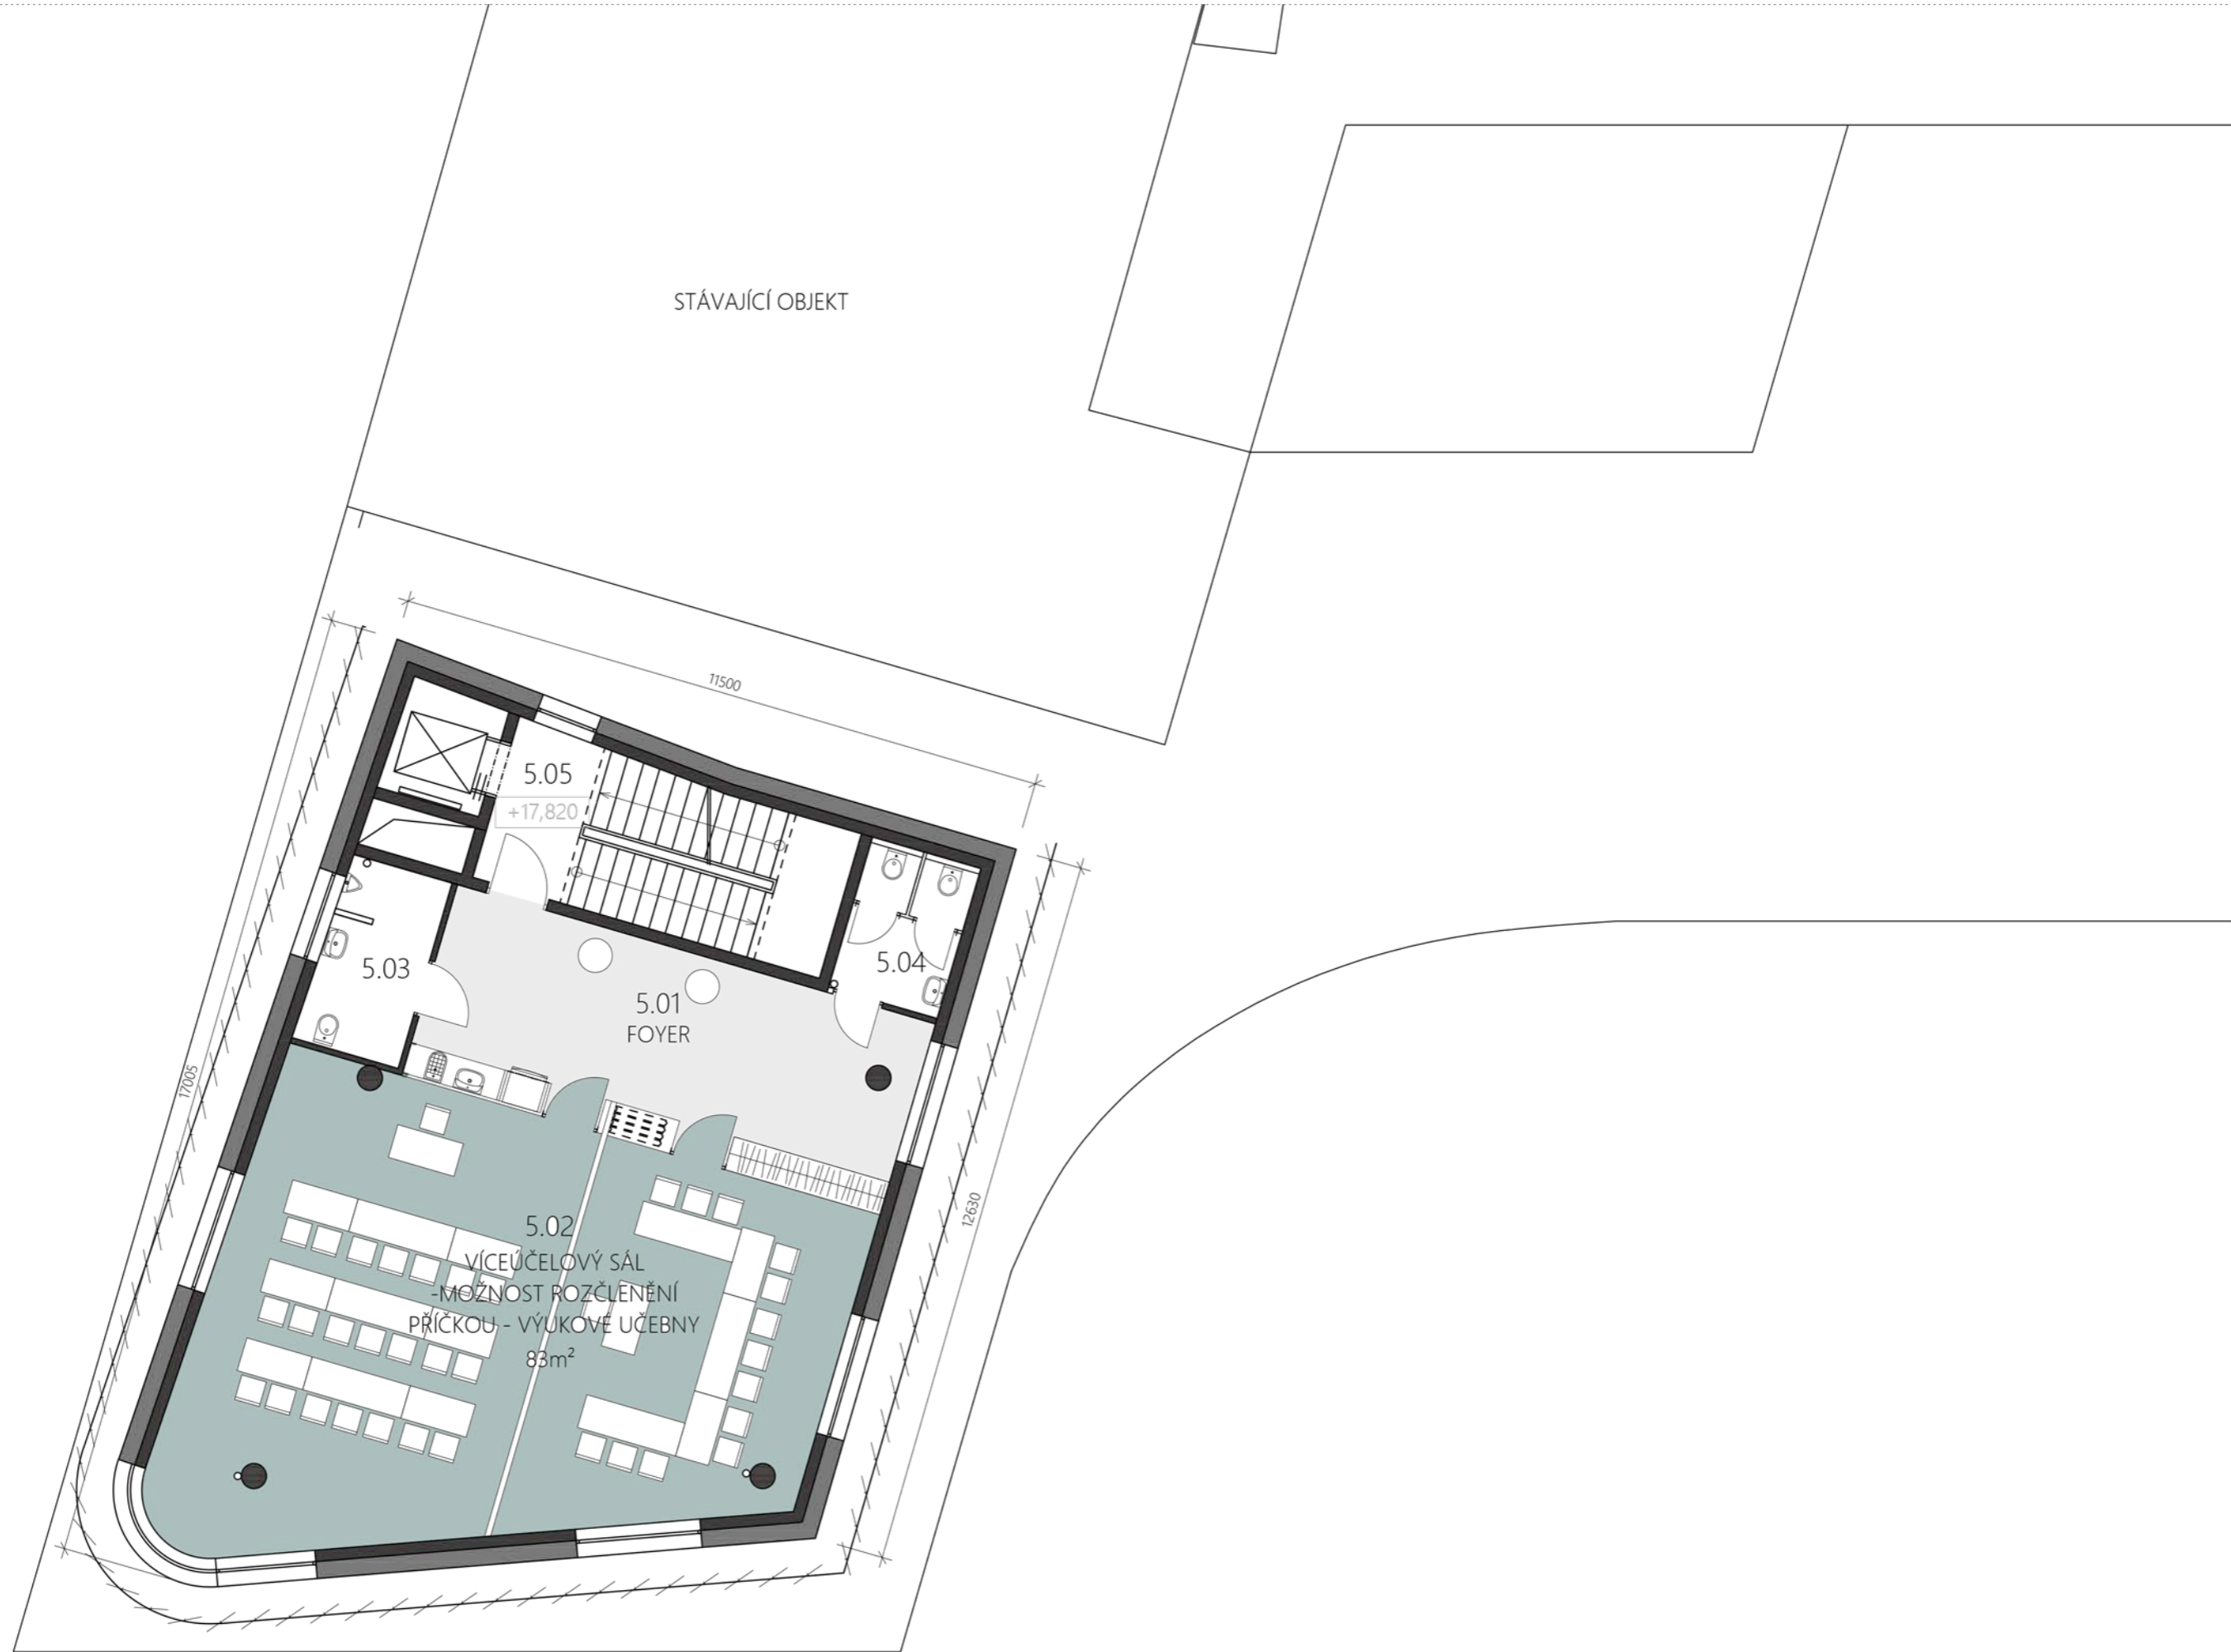 STÁVAJÍCÍ OBJEKT
11500
5.05
+17,820
5.03
5.04
5.01
FOYER
17005
12630
5.02
VÍCEÚČELOVÝ SÁL
-MOŽNOST ROZČLENĚNÍ
PŘÍČKOU - VÝUKOVÉ UČEBNY
83m²